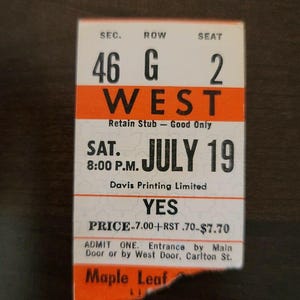 SEC. ROW SEAT
46 G 2
WEST
Retain Stub — Good Only
SAT. JULY 19
8:00 P.M.
Davis Printing Limited
YES
PRICE-7.00+RST .70-$7.70
ADMIT ONE. Entrance by Main
Door or by West Door, Carlton St.
Maple Leaf